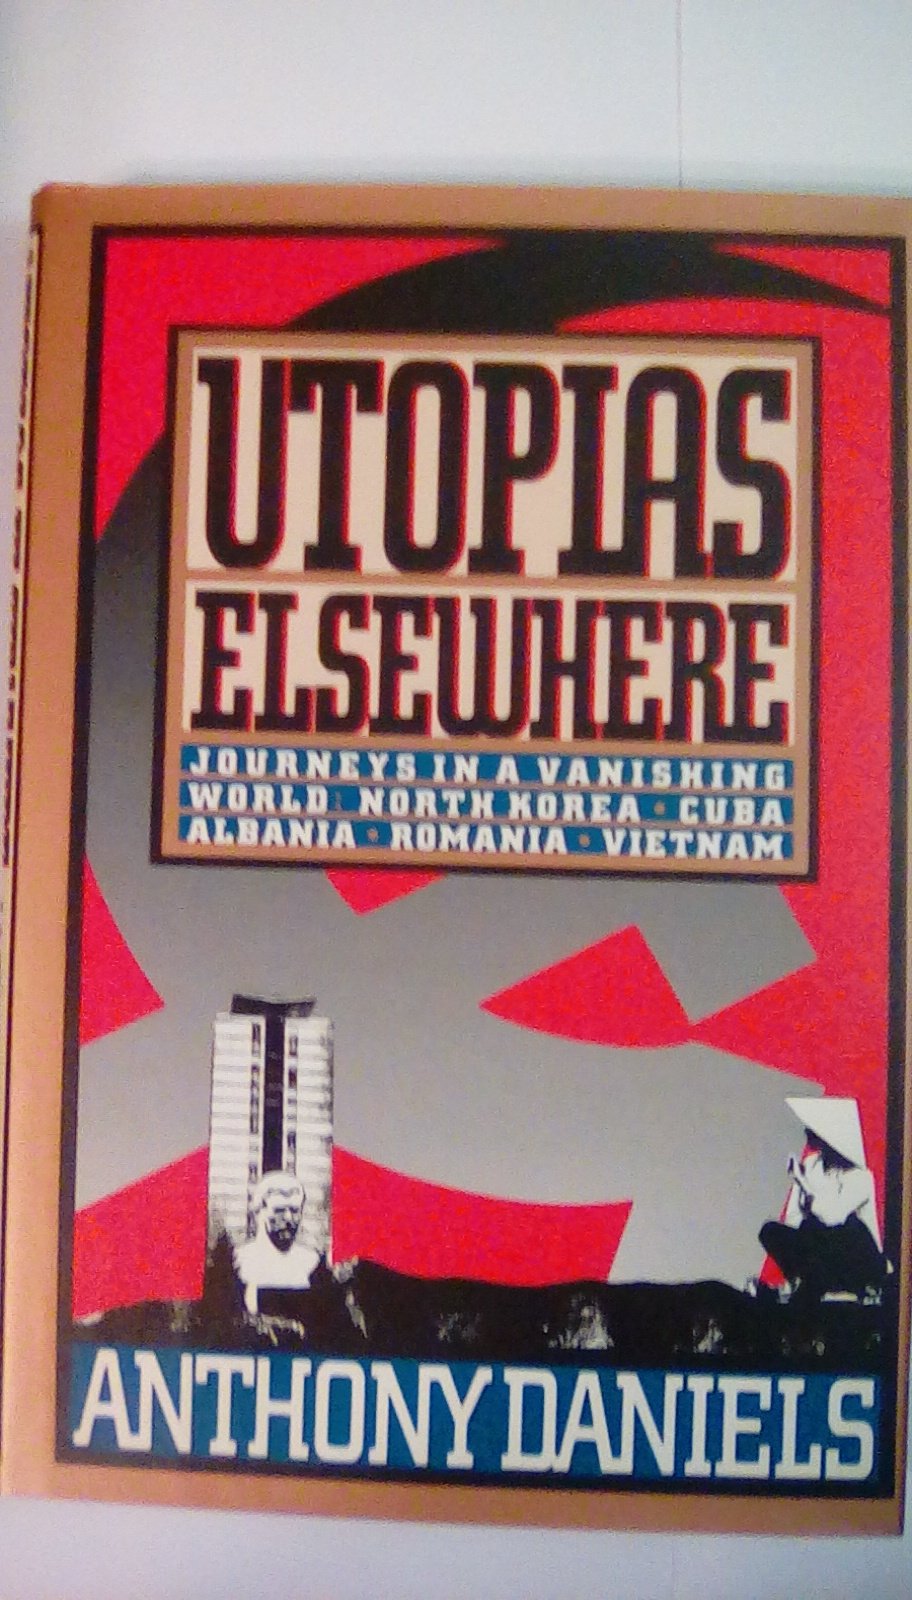 UTOPIAS
ELSEWHERE
JOURNEYS IN A VANISHING
WORLD: NORTH KOREA · CUBA
ALBANIA · ROMANIA · VIETNAM
ANTHONY DANIELS